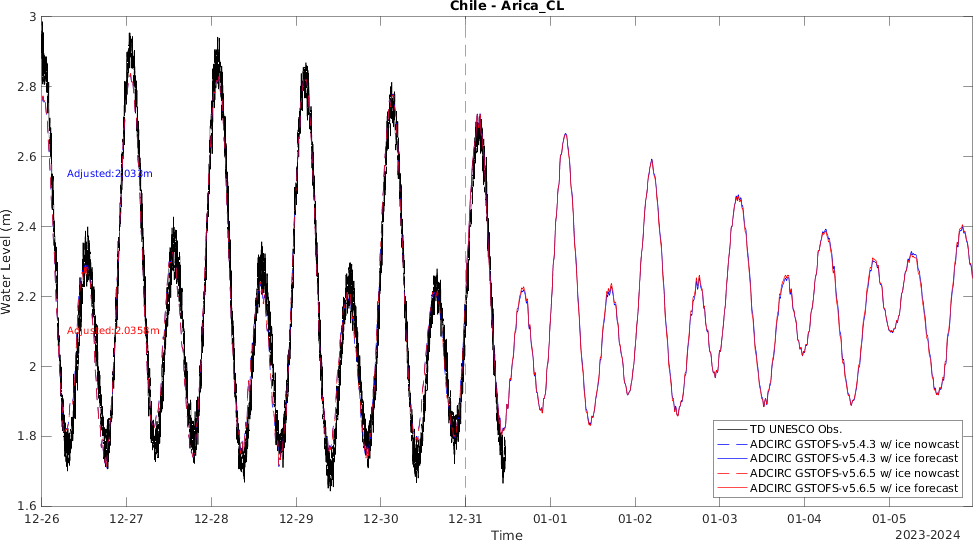 Chile - Arica_CL
3
2.8
2.6
2.4
2.2
2
1.8
1.6
Water Level (m)
Adjusted:2.033m
Adjusted:2.0358m
TD UNESCO Obs.
ADCIRC GSTOFS-v5.4.3 w/ ice nowcast
ADCIRC GSTOFS-v5.4.3 w/ ice forecast
ADCIRC GSTOFS-v5.6.5 w/ ice nowcast
ADCIRC GSTOFS-v5.6.5 w/ ice forecast
12-26 12-27 12-28 12-29 12-30 12-31 01-01 01-02 01-03 01-04 01-05
Time
2023-2024